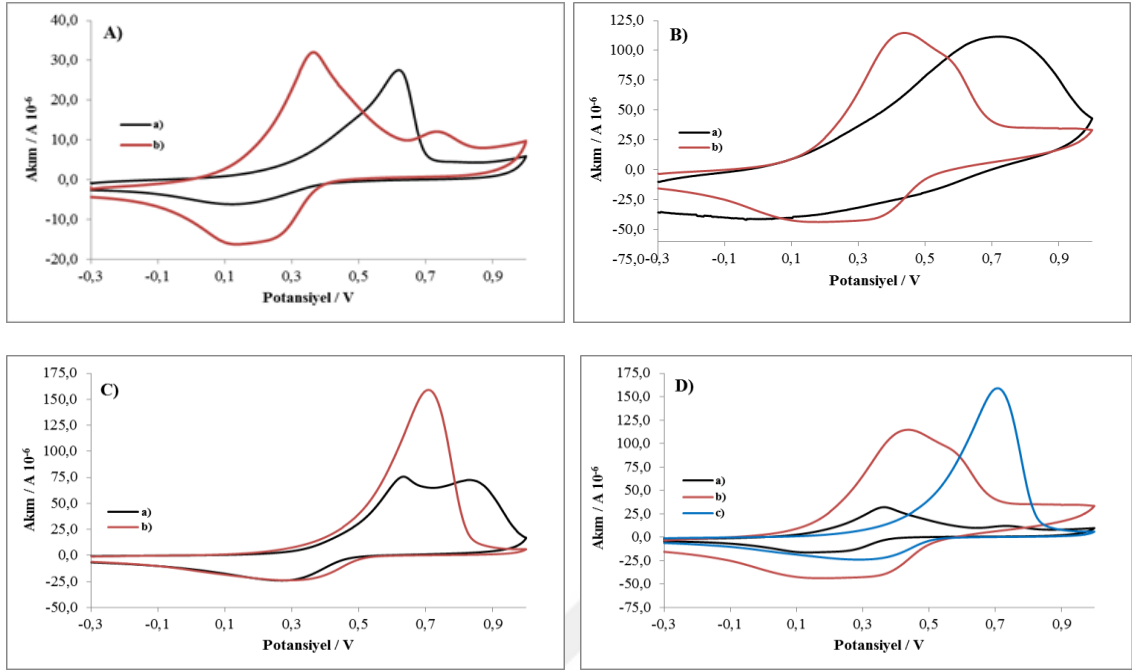 A)
40,0
30,0
20,0
10,0
0,0
-10,0
-20,0
-0,3 -0,1 0,1 0,3 0,5 0,7 0,9
Akım / A 10-6
Potansiyel / V
a)
b)
B)
125,0
100,0
75,0
50,0
25,0
0,0
-25,0
-50,0
-75,0
-0,3 -0,1 0,1 0,3 0,5 0,7 0,9
Akım / A 10-6
Potansiyel / V
a)
b)
C)
175,0
150,0
125,0
100,0
75,0
50,0
25,0
0,0
-25,0
-50,0
-0,3 -0,1 0,1 0,3 0,5 0,7 0,9
Akım / A 10-6
Potansiyel / V
a)
b)
D)
175,0
150,0
125,0
100,0
75,0
50,0
25,0
0,0
-25,0
-50,0
-75,0
-0,3 -0,1 0,1 0,3 0,5 0,7 0,9
Akım / A 10-6
Potansiyel / V
a)
b)
c)